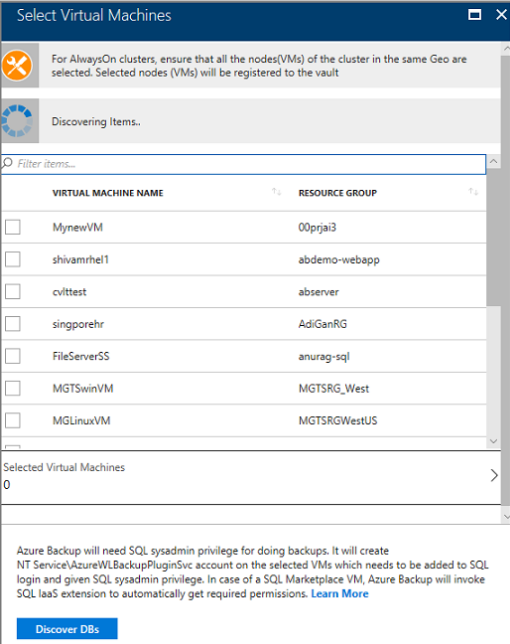 Select Virtual Machines
For AlwaysOn clusters, ensure that all the nodes(VMs) of the cluster in the same Geo are
selected. Selected nodes (VMs) will be registered to the vault
Discovering Items..
Filter items...
VIRTUAL MACHINE NAME RESOURCE GROUP
MynewVM 00prjai3
shivamrhel1 abdemo-webapp
cvlttest abserver
singporehr AdiGanRG
FileServerSS anurag-sql
MGTSwinVM MGTSRG_West
MGLinuxVM MGTSRGWestUS
Selected Virtual Machines
0
Azure Backup will need SQL sysadmin privilege for doing backups. It will create
NT Service\AzureWLBackupPluginSvc account on the selected VMs which needs to be added to SQL
login and given SQL sysadmin privilege. In case of a SQL Marketplace VM, Azure Backup will invoke
SQL IaaS extension to automatically get required permissions. Learn More
Discover DBs